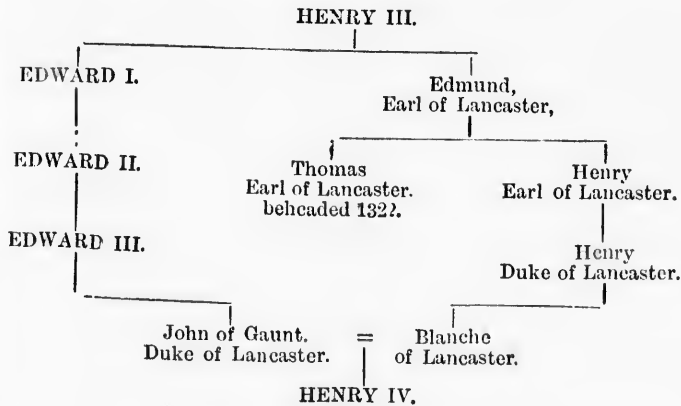 HENRY III.
EDWARD I.
Edmund,
Earl of Lancaster,
EDWARD II.
Thomas
Earl of Lancaster.
beheaded 1322.
Henry
Earl of Lancaster.
EDWARD III.
Henry
Duke of Lancaster.
John of Gaunt. = Blanche
Duke of Lancaster. of Lancaster.
HENRY IV.